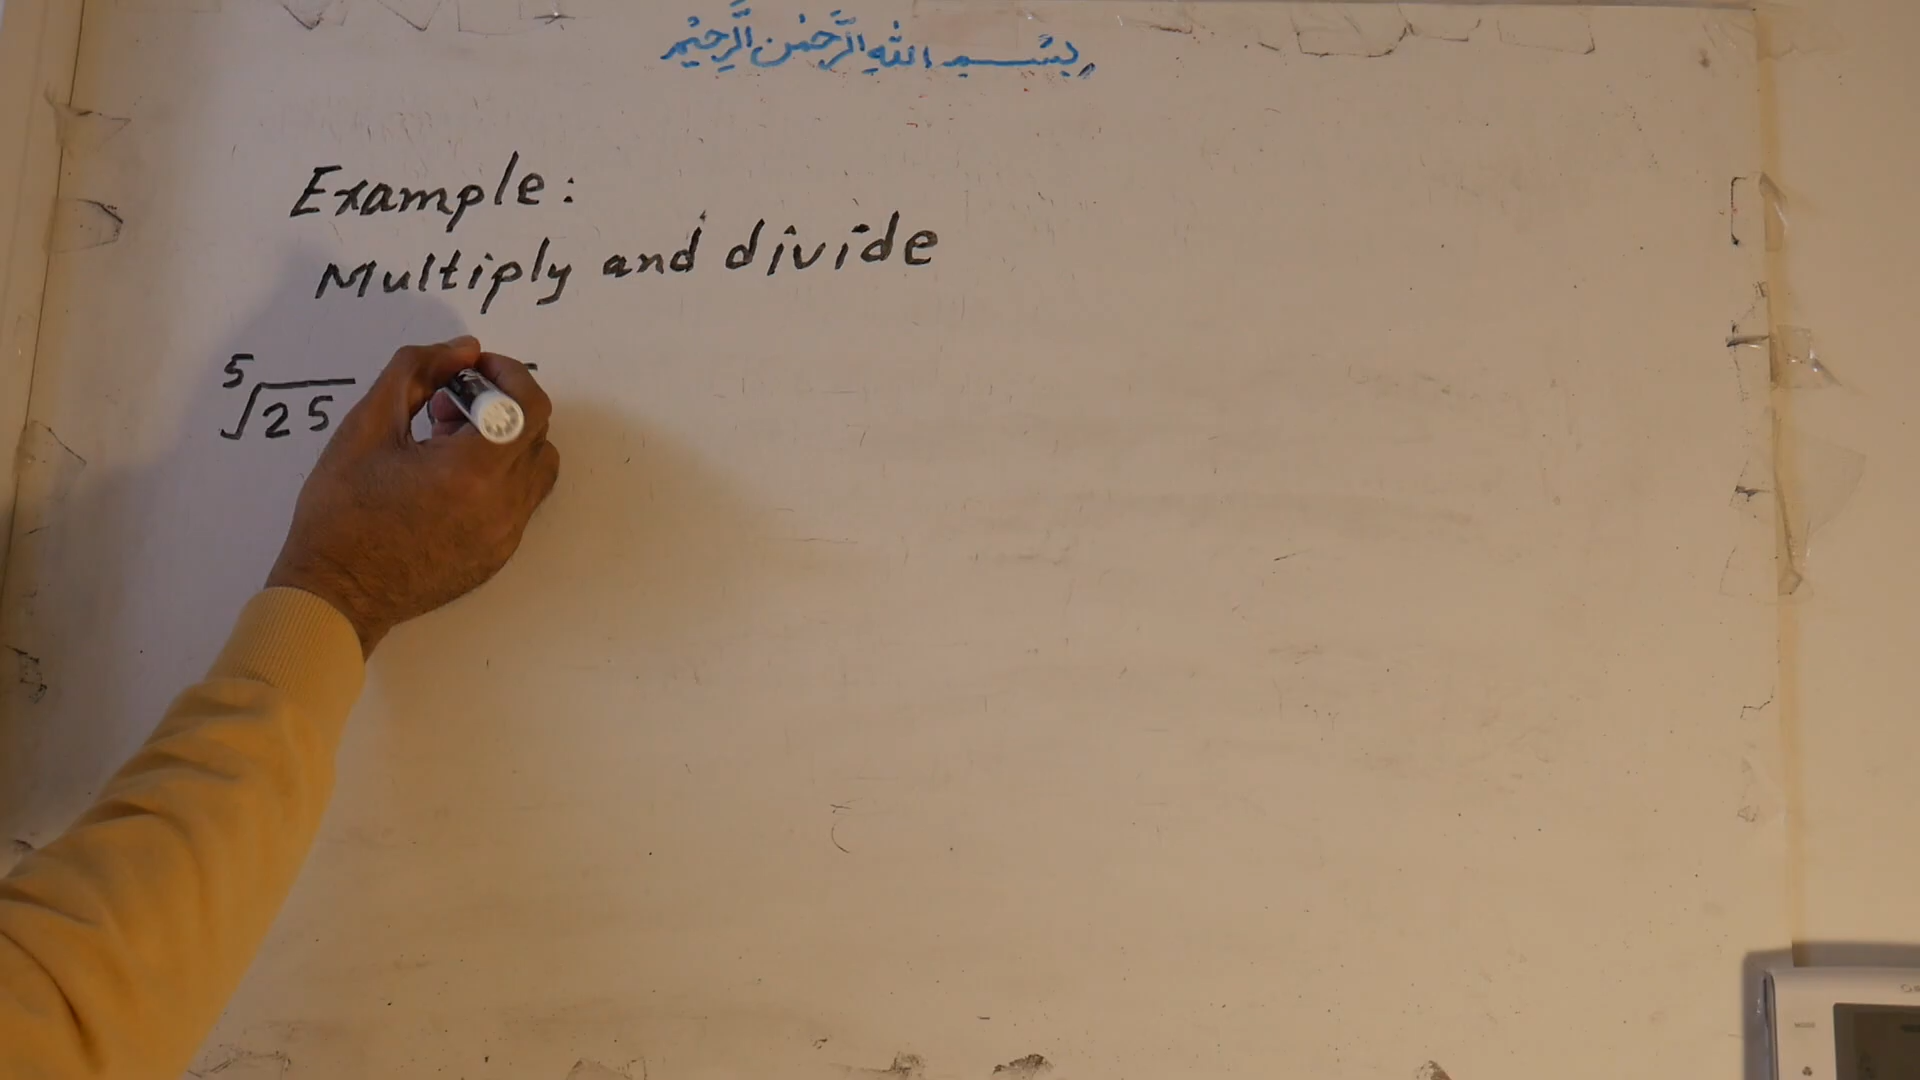 بِسْمِ اللهِ الرَّحْمٰنِ الرَّحِيْمِ
Example:
Multiply and divide
⁵√25